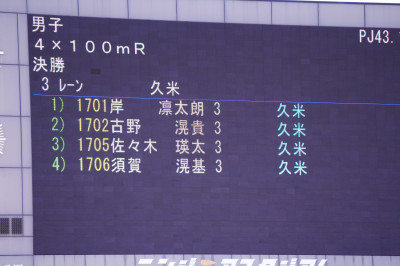 男子
PJ43.
4×100mR
決勝
3 レーン 久米
1) 1701岸 凛太朗 3 久米
2) 1702古野 滉貴 3 久米
3) 1705佐々木 瑛太 3 久米
4) 1706須賀 滉基 3 久米